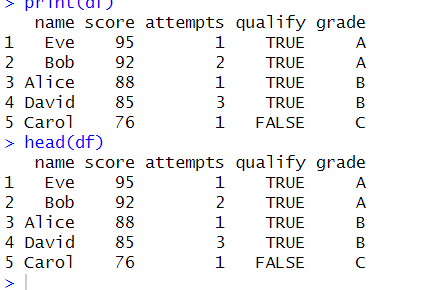 > print(df)
   name score attempts qualify grade
1   Eve    95        1    TRUE     A
2   Bob    92        2    TRUE     A
3 Alice    88        1    TRUE     B
4 David    85        3    TRUE     B
5 Carol    76        1   FALSE     C
> head(df)
   name score attempts qualify grade
1   Eve    95        1    TRUE     A
2   Bob    92        2    TRUE     A
3 Alice    88        1    TRUE     B
4 David    85        3    TRUE     B
5 Carol    76        1   FALSE     C
>